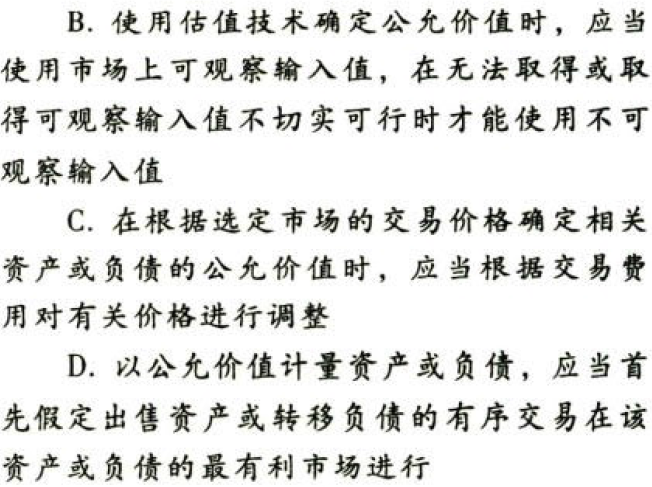 B. 使用估值技术确定公允价值时，应当
使用市场上可观察输入值，在无法取得或取
得可观察输入值不切实可行时才能使用不可
观察输入值
C. 在根据选定市场的交易价格确定相关
资产或负债的公允价值时，应当根据交易费
用对有关价格进行调整
D. 以公允价值计量资产或负债，应当首
先假定出售资产或转移负债的有序交易在该
资产或负债的最有利市场进行